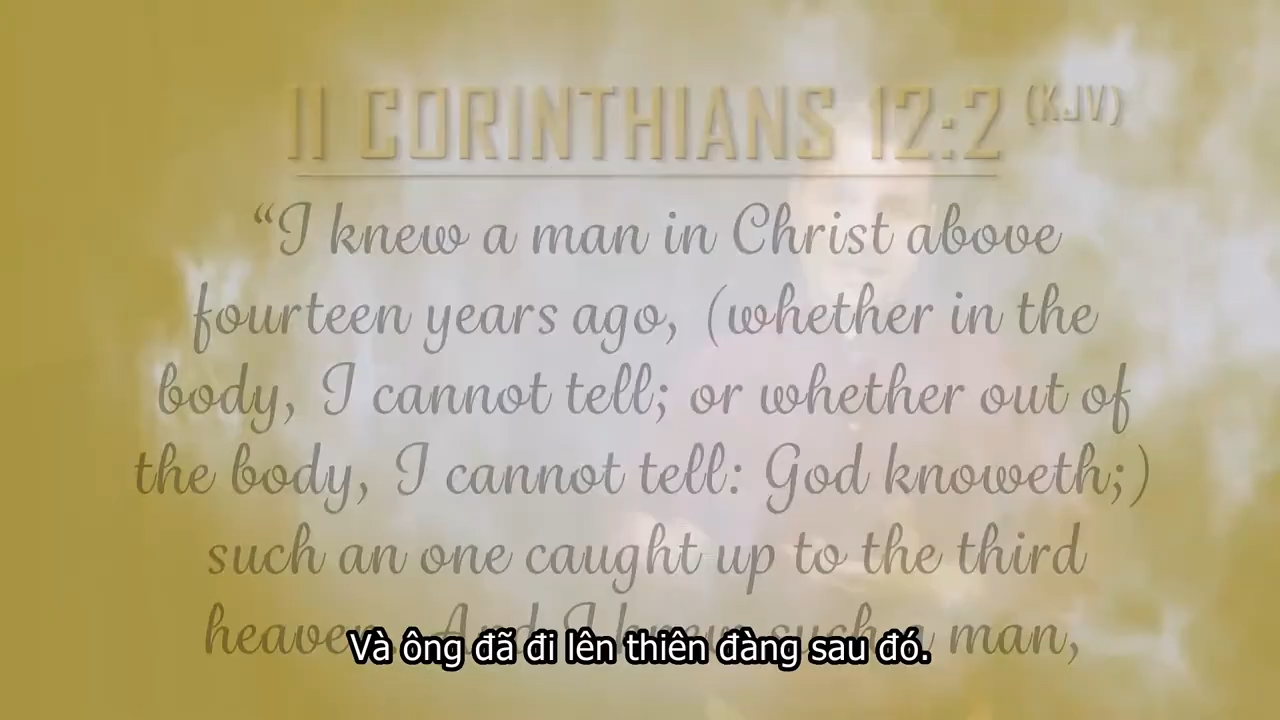 II CORINTHIANS 12:2 (KJV)
“I knew a man in Christ above
fourteen years ago, (whether in the
body, I cannot tell; or whether out of
the body, I cannot tell: God knoweth;)
such an one caught up to the third
heaven. And I knew such a man,
Và ông đã đi lên thiên đàng sau đó.